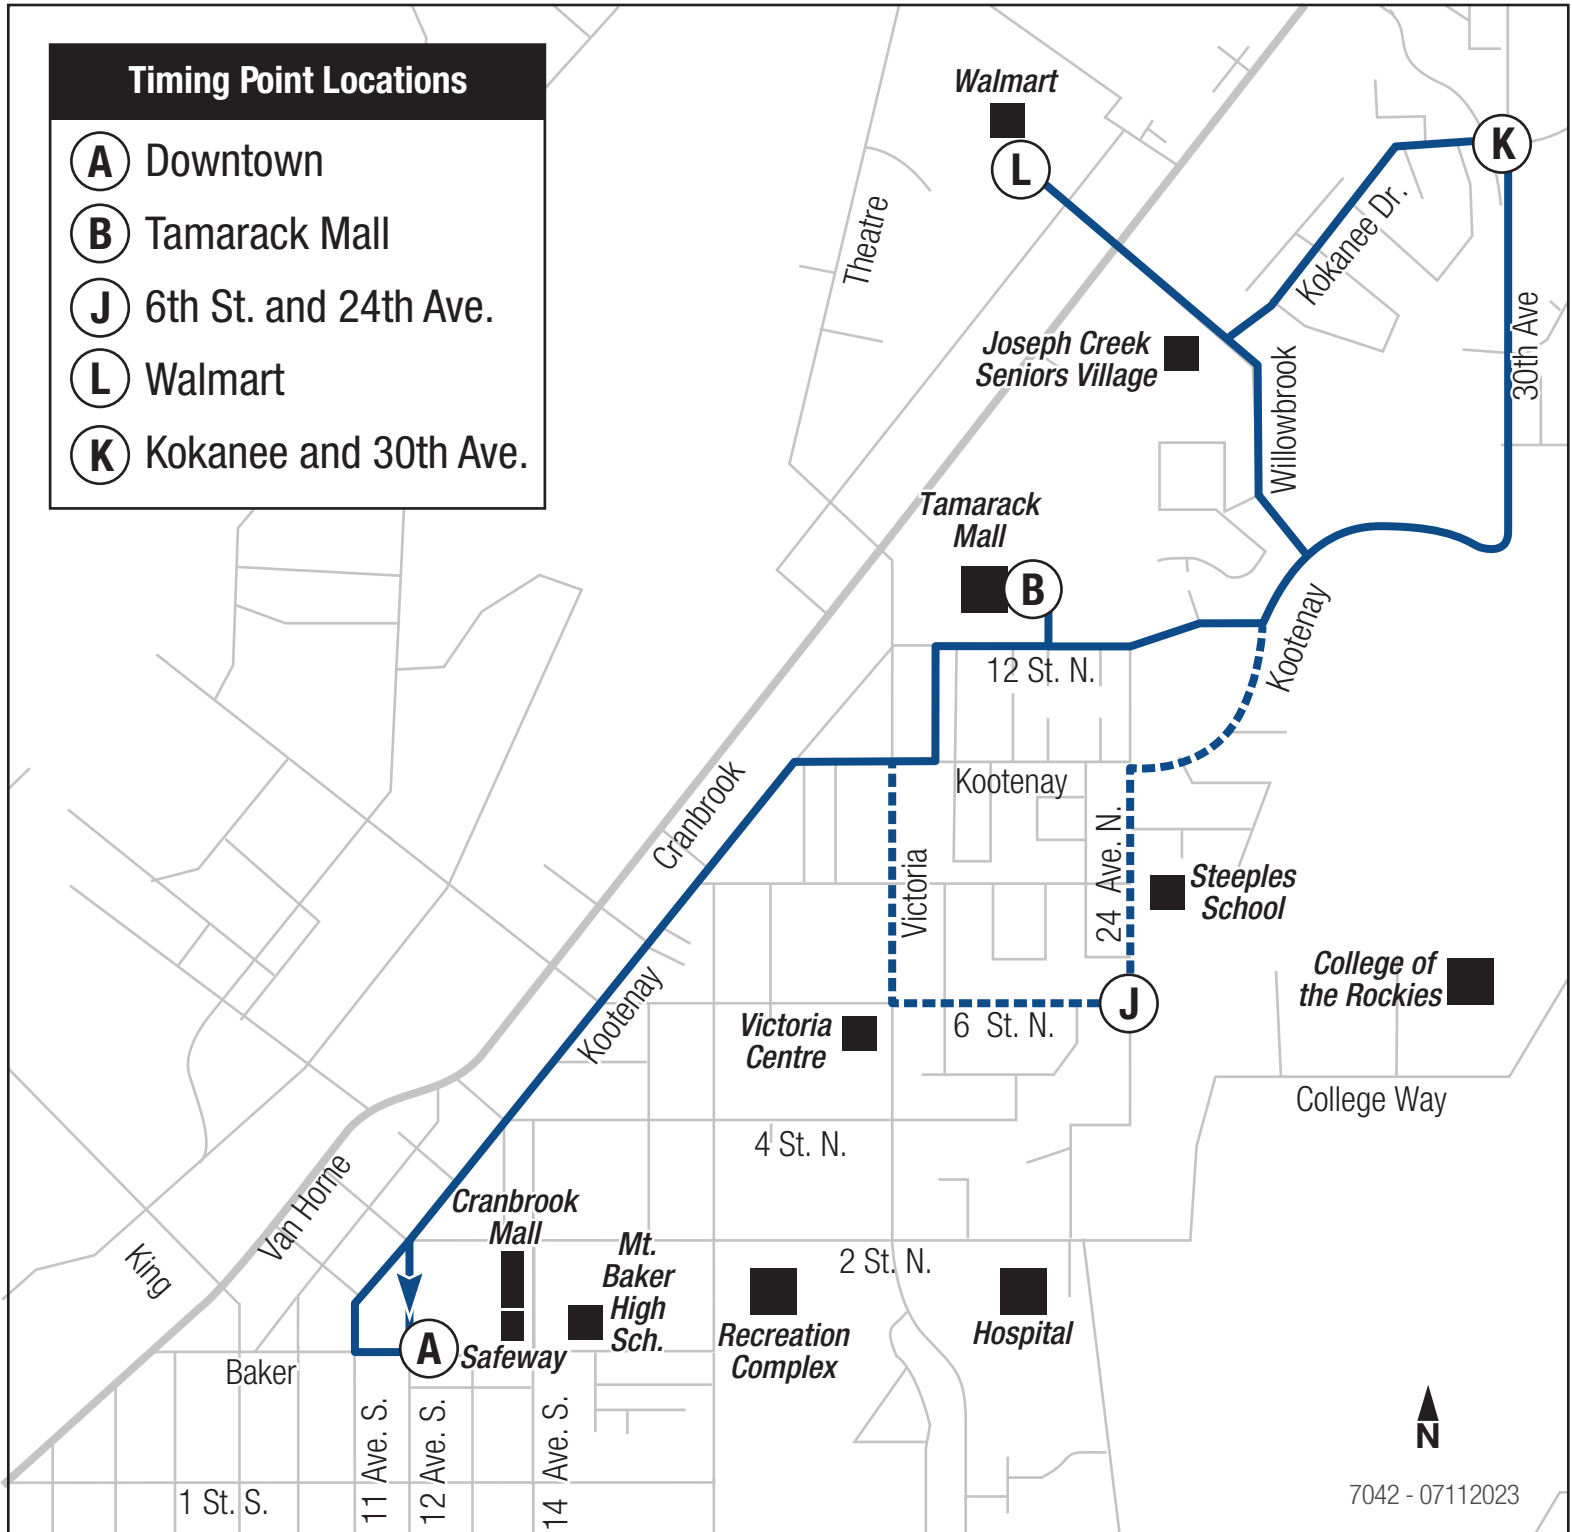 Timing Point Locations
A Downtown
B Tamarack Mall
J 6th St. and 24th Ave.
L Walmart
K Kokanee and 30th Ave.
Walmart
L
K
Theatre
Kokanee Dr.
30th Ave
Joseph Creek
Seniors Village
Willowbrook
Tamarack
Mall
B
Kootenay
12 St. N.
Cranbrook
Kootenay
Victoria
24 Ave. N.
Steeples
School
College of
the Rockies
Kootenay
Victoria
Centre
6 St. N.
J
College Way
4 St. N.
Van Horne
King
Cranbrook
Mall
Mt.
Baker
High
Sch.
2 St. N.
A
Safeway
Recreation
Complex
Hospital
Baker
11 Ave. S.
12 Ave. S.
14 Ave. S.
1 St. S.
N
7042 - 07112023